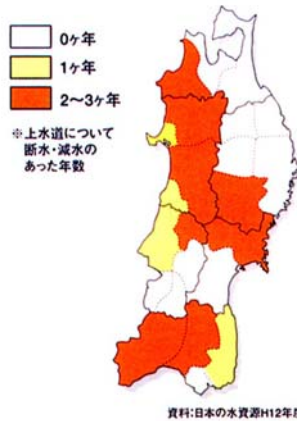 0ヶ年
1ヶ年
2〜3ヶ年
※上水道について
断水・減水の
あった年数
資料:日本の水資源H12年度